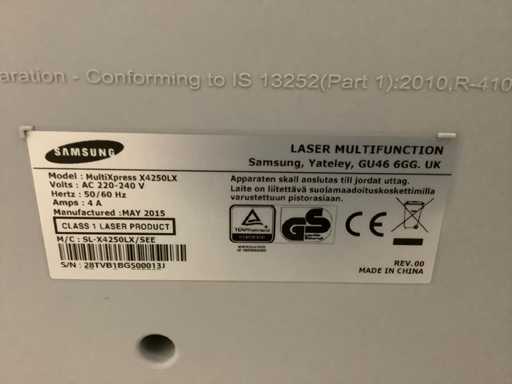 aration - Conforming to IS 13252(Part 1):2010,R-410
SAMSUNG
LASER MULTIFUNCTION
Samsung, Yateley, GU46 6GG. UK
Model : MultiXpress X4250LX
Volts : AC 220-240 V
Hertz : 50/60 Hz
Amps : 4 A
Manufactured :MAY 2015
Apparaten skall anslutas till jordat uttag.
Laite on liitettävä suojamaadoituskoskettimilla
varustettuun pistorasiaan.
CLASS 1 LASER PRODUCT
M/C : SL-X4250LX/SEE
S/N : 28TVB1BGS00013J
GS
REV.00
MADE IN CHINA